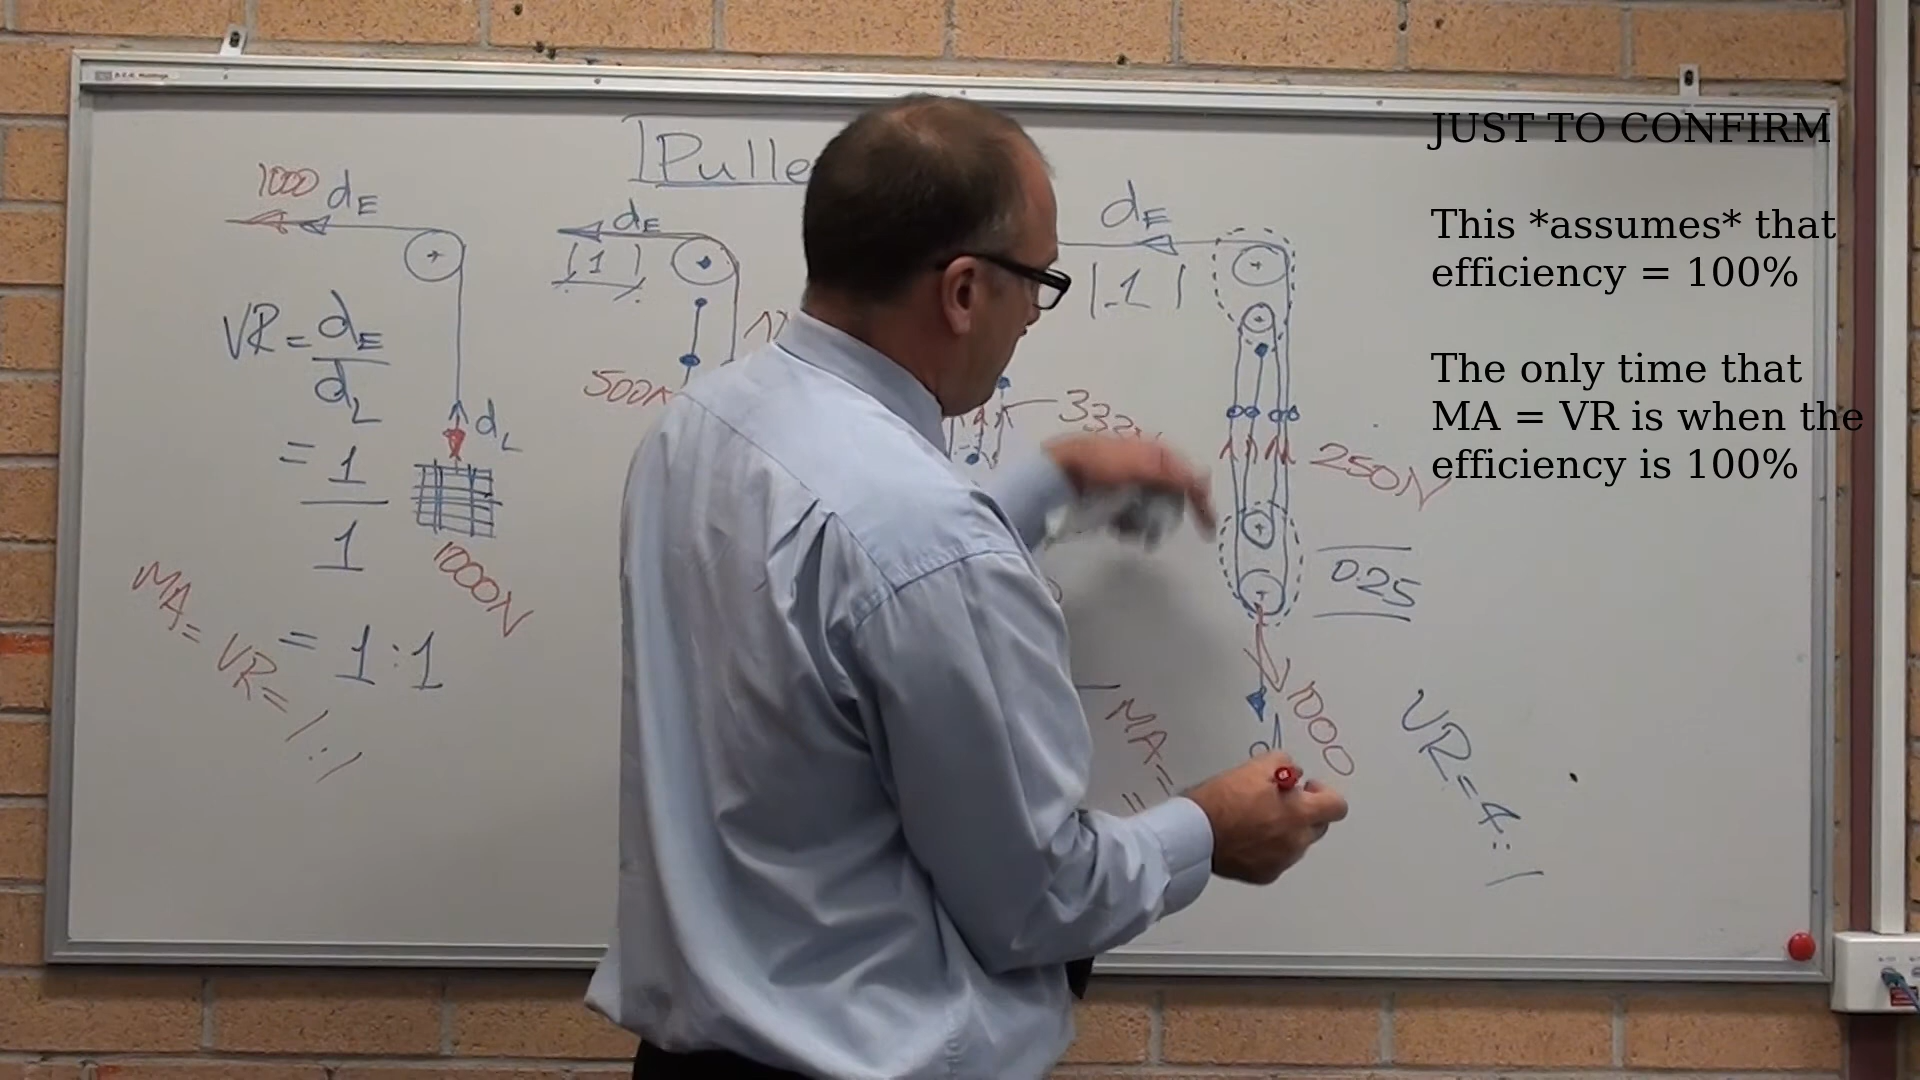 Pulle
1000 dE
VR = dE
dL
= 1
1
= 1:1
dL
1000N
MA = VR = 1:1
dE
1
500N
dE
1
333N
250N
0.25
1000
MA =
=
VR = 4:1
JUST TO CONFIRM
This *assumes* that
efficiency = 100%
The only time that
MA = VR is when the
efficiency is 100%